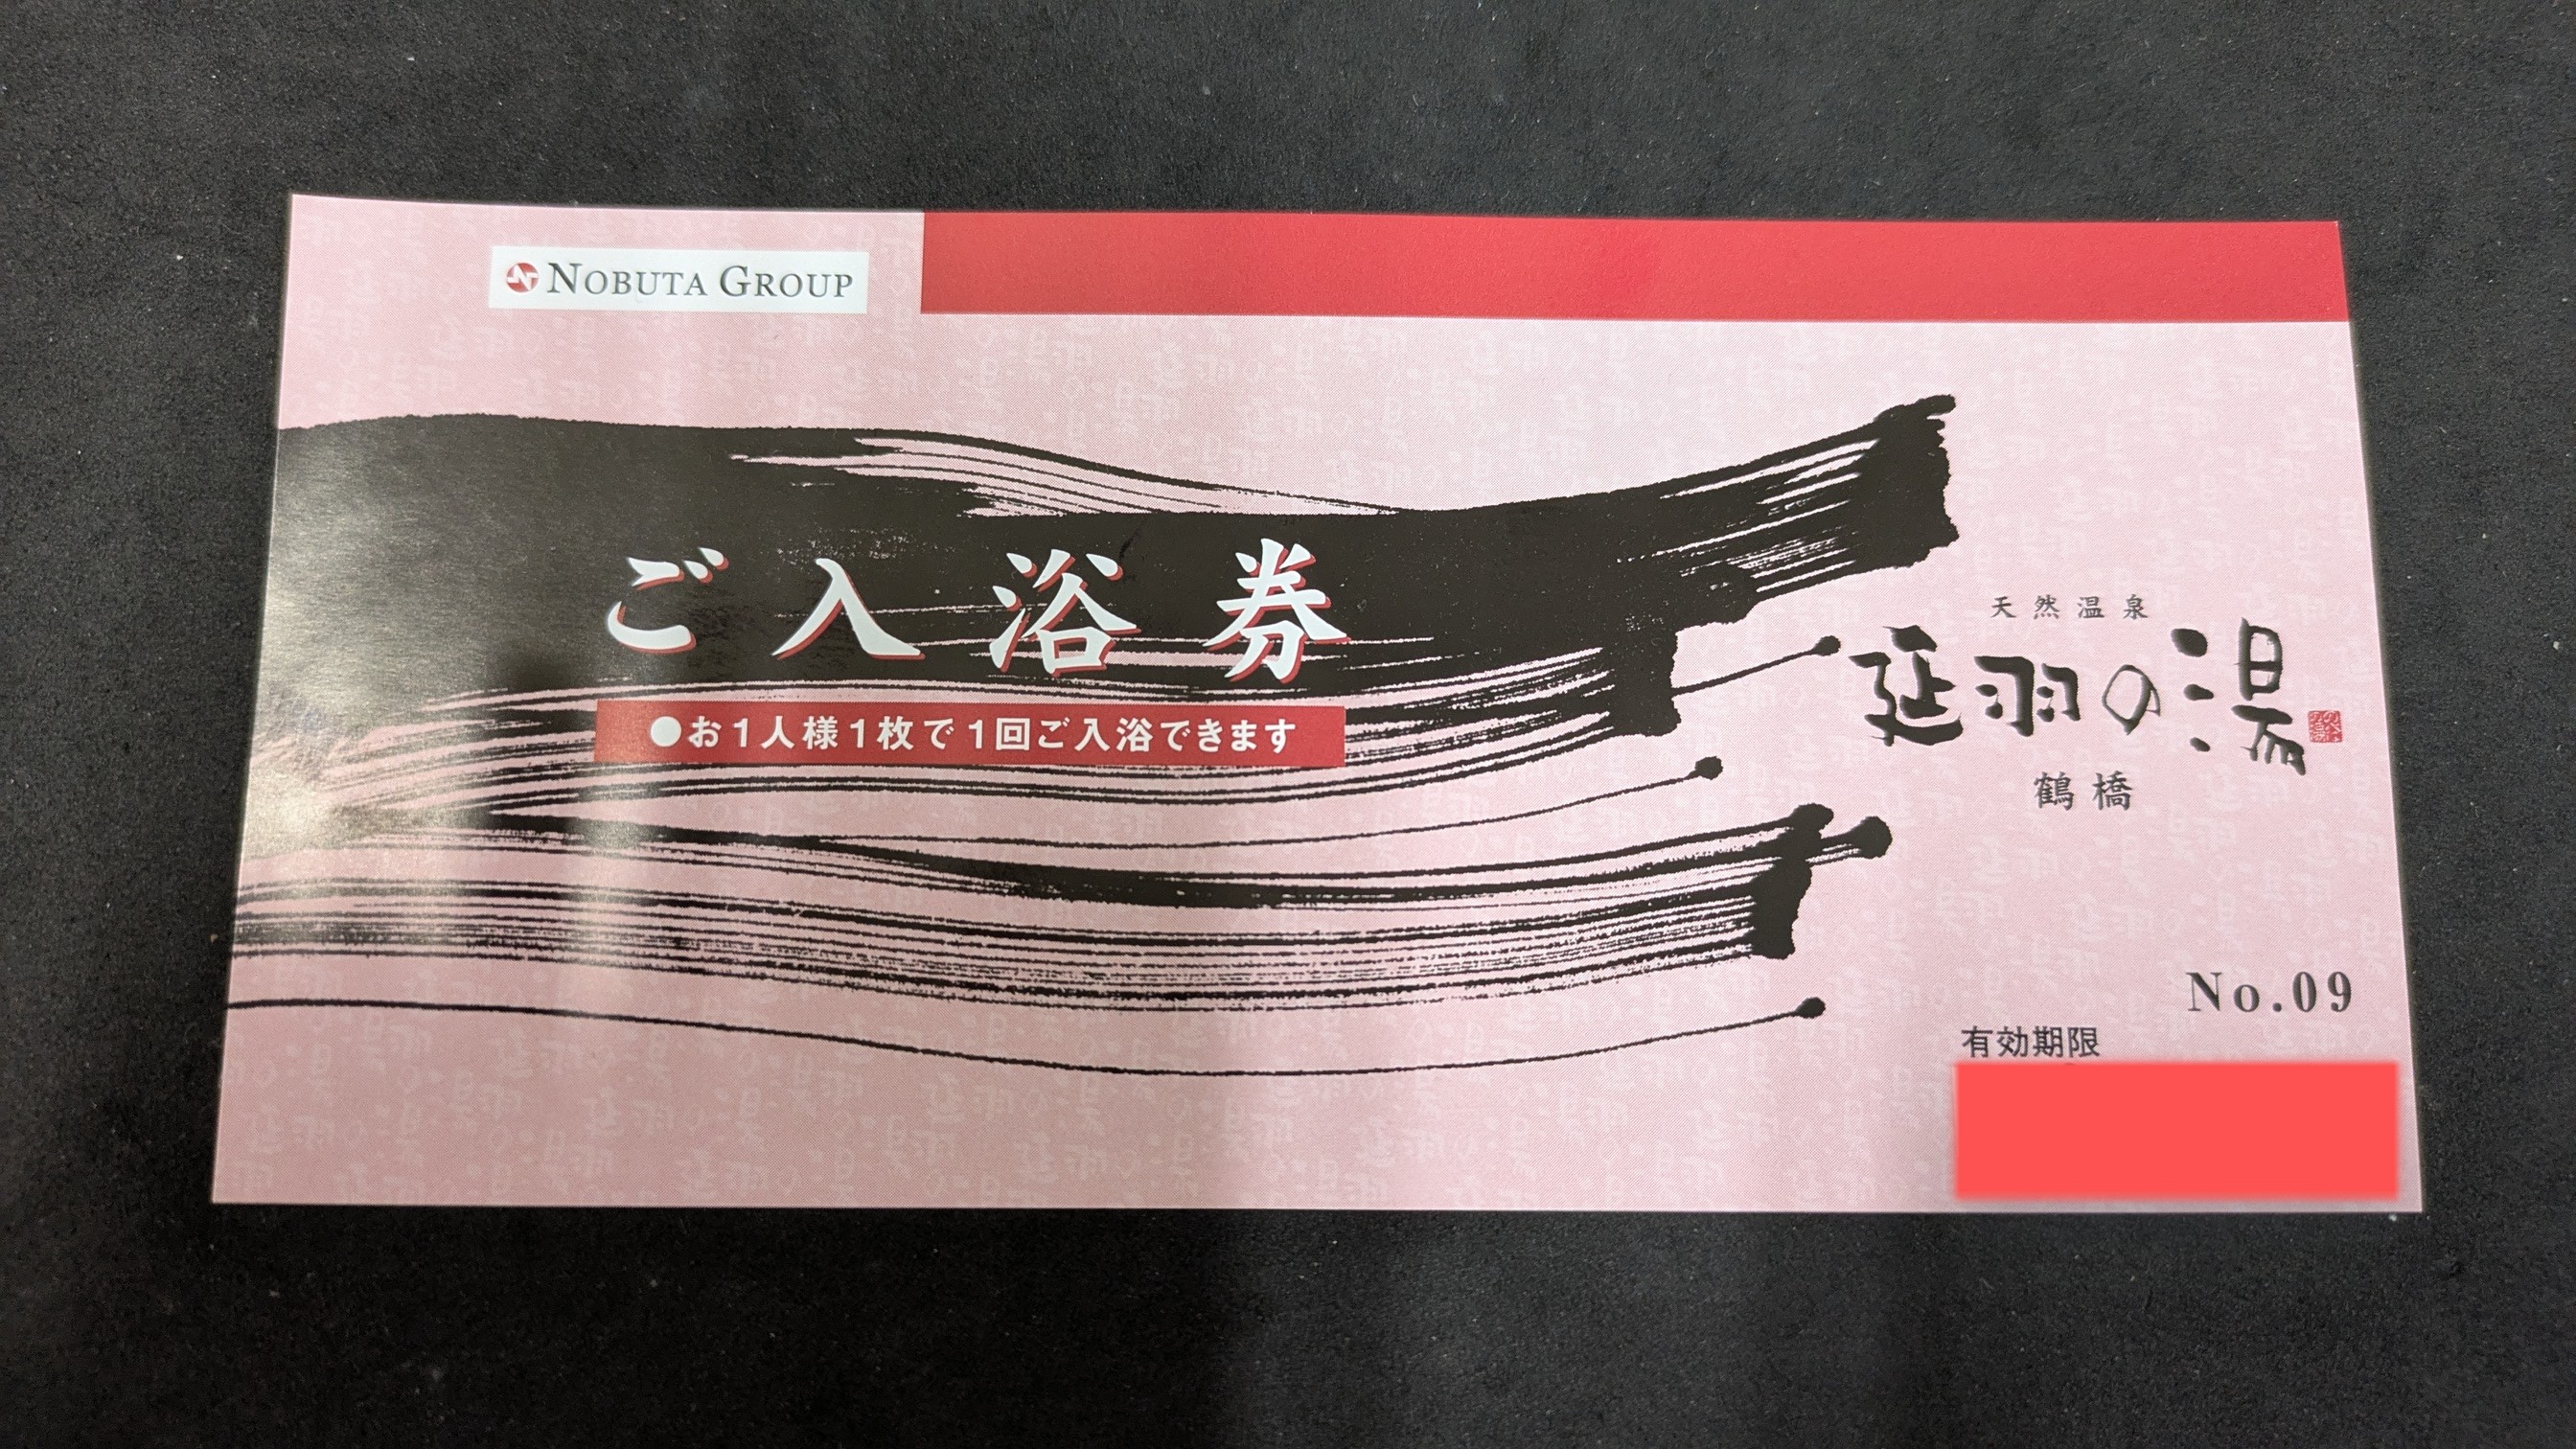 NOBUTA GROUP
ご入浴券
●お1人様1枚で1回ご入浴できます
天然温泉
延羽の湯
鶴橋
No.09
有効期限